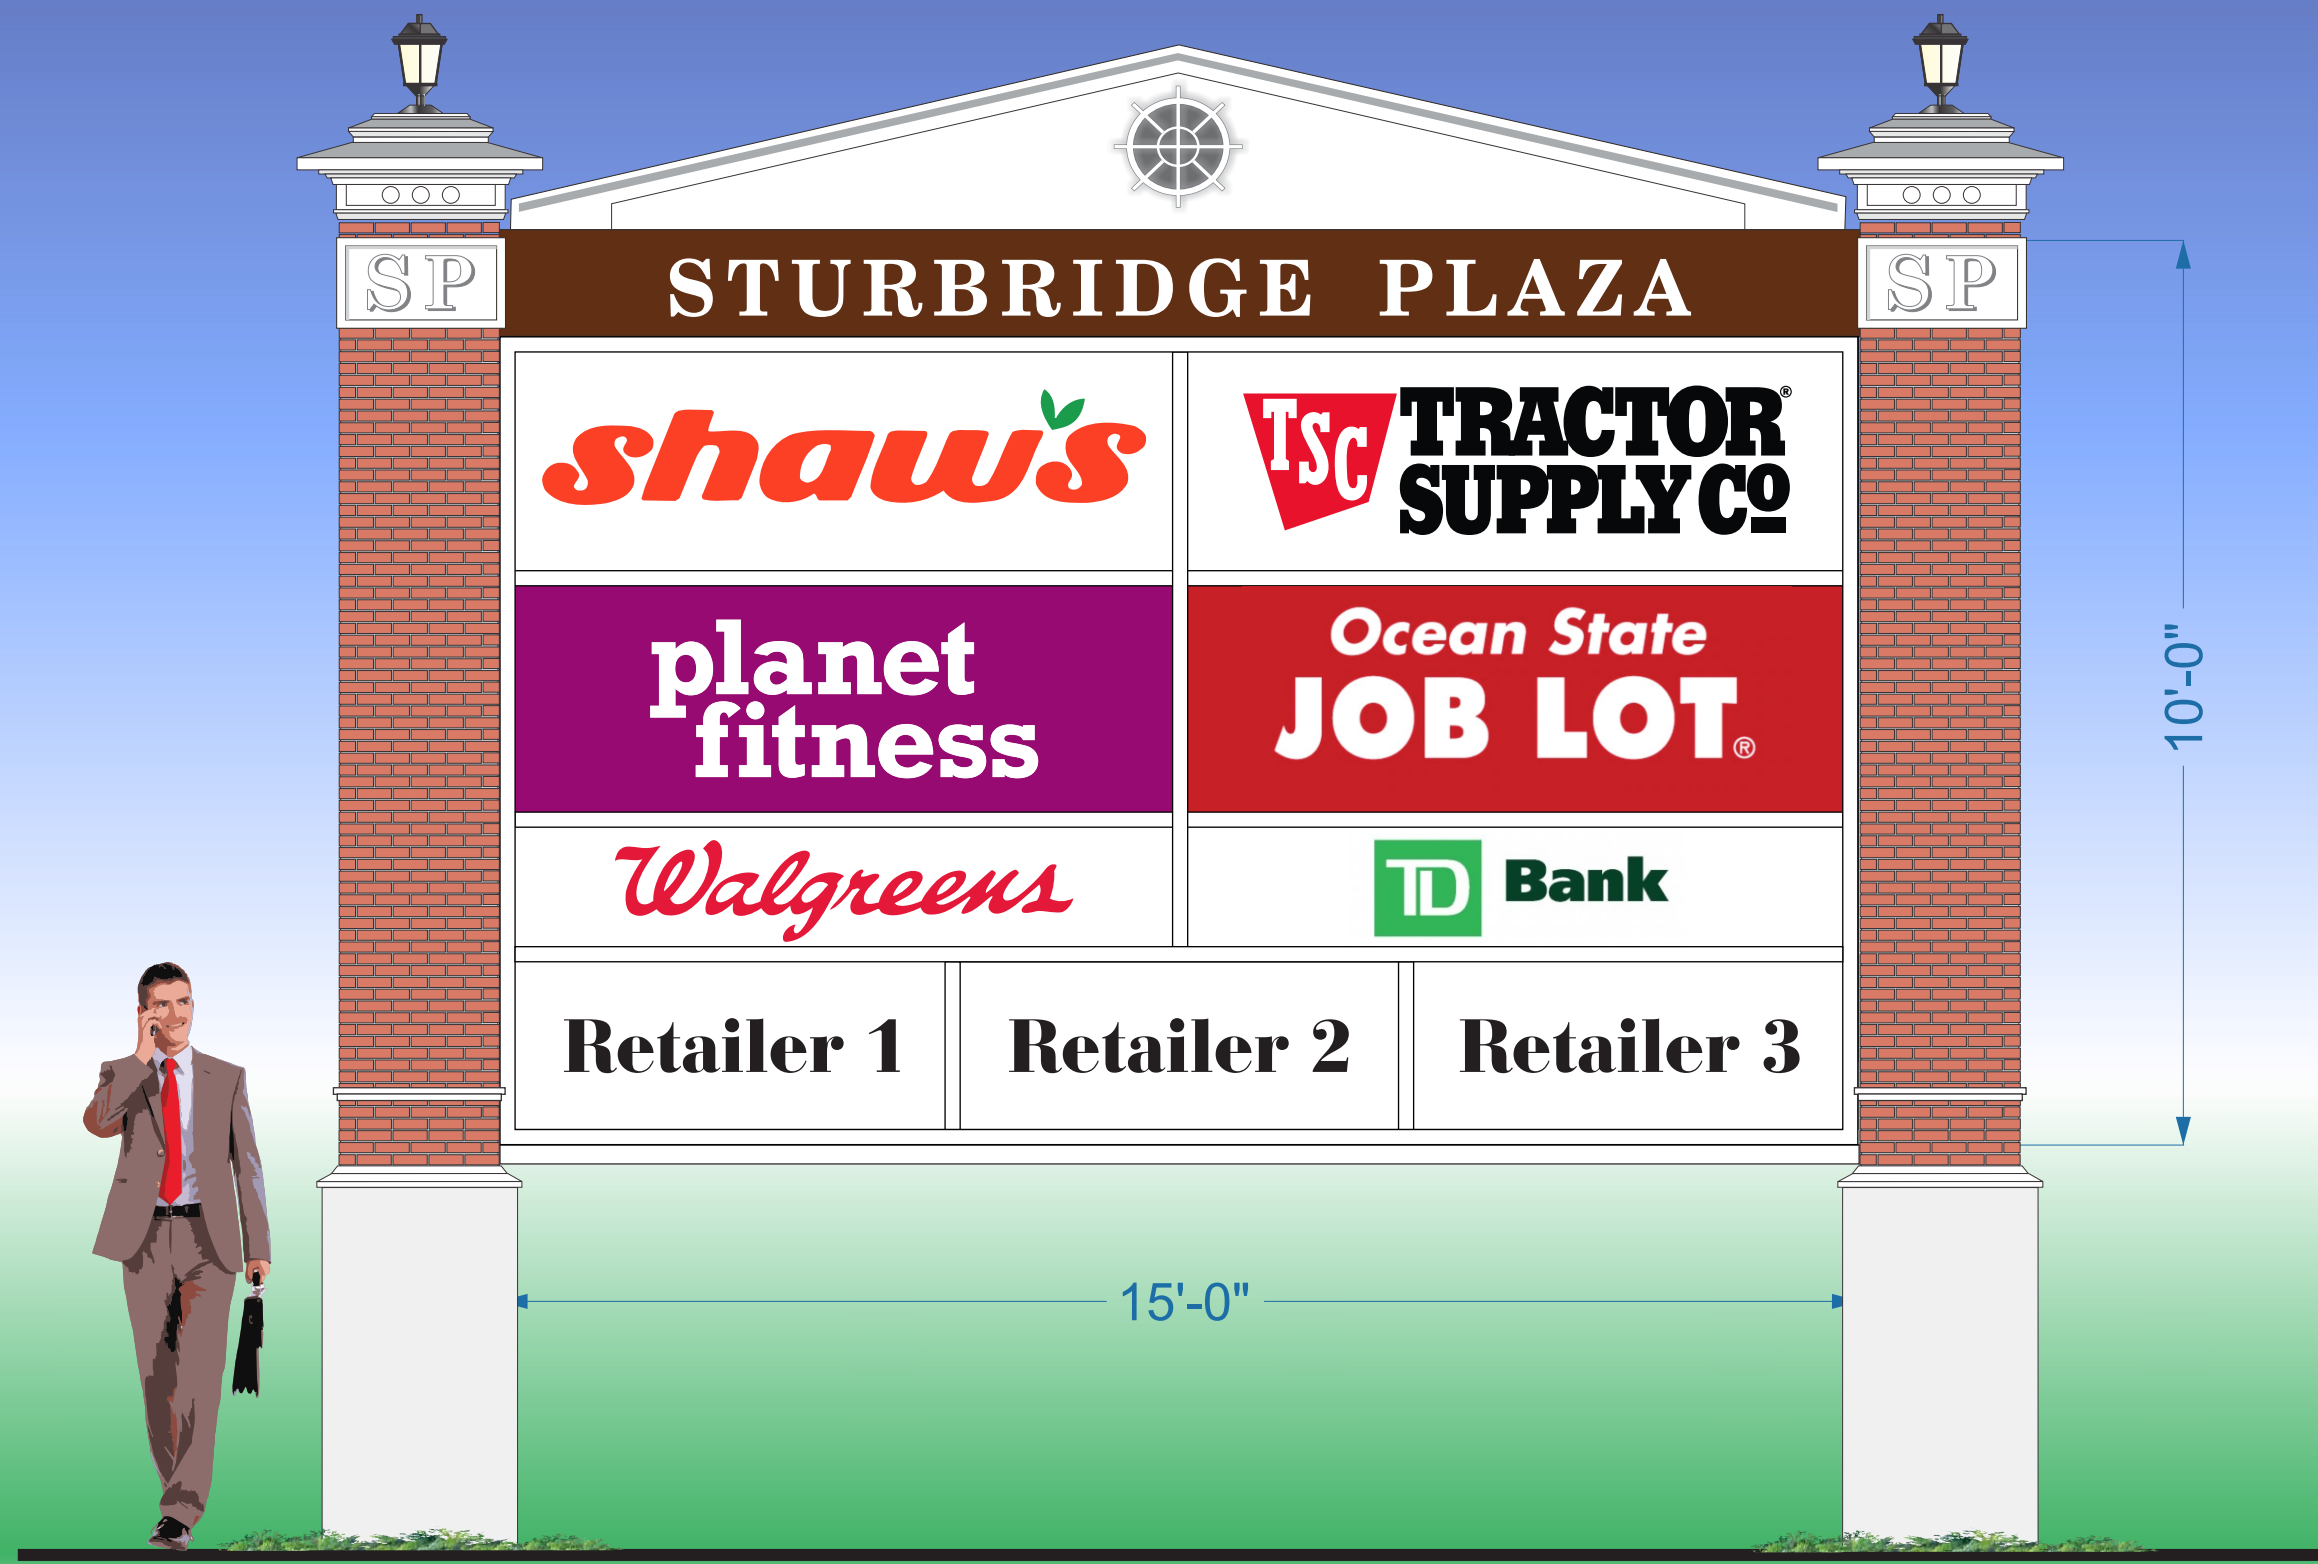 SP
STURBRIDGE PLAZA
SP
shaw's
TSC
TRACTOR®
SUPPLY Co
planet
fitness
Ocean State
JOB LOT®
Walgreens
TD Bank
Retailer 1
Retailer 2
Retailer 3
10'-0"
15'-0"